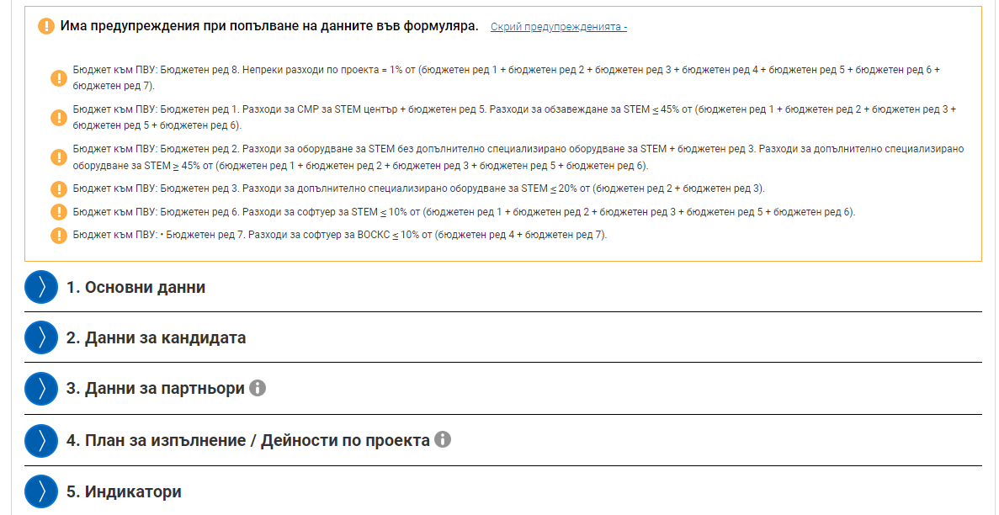 Има предупреждения при попълване на данните във формуляра. Скрий предупрежденията -
Бюджет към ПВУ: Бюджетен ред 8. Непреки разходи по проекта = 1% от (бюджетен ред 1 + бюджетен ред 2 + бюджетен ред 3 + бюджетен ред 4 + бюджетен ред 5 + бюджетен ред 6 +
бюджетен ред 7).
Бюджет към ПВУ: Бюджетен ред 1. Разходи за СМР за STEM център + бюджетен ред 5. Разходи за обзавеждане за STEM ≤ 45% от (бюджетен ред 1 + бюджетен ред 2 + бюджетен ред 3 +
бюджетен ред 5 + бюджетен ред 6).
Бюджет към ПВУ: Бюджетен ред 2. Разходи за оборудване за STEM без допълнително специализирано оборудване за STEM + бюджетен ред 3. Разходи за допълнително специализирано
оборудване за STEM ≥ 45% от (бюджетен ред 1 + бюджетен ред 2 + бюджетен ред 3 + бюджетен ред 5 + бюджетен ред 6).
Бюджет към ПВУ: Бюджетен ред 3. Разходи за допълнително специализирано оборудване за STEM ≤ 20% от (бюджетен ред 2 + бюджетен ред 3).
Бюджет към ПВУ: Бюджетен ред 6. Разходи за софтуер за STEM ≤ 10% от (бюджетен ред 1 + бюджетен ред 2 + бюджетен ред 3 + бюджетен ред 5 + бюджетен ред 6).
Бюджет към ПВУ: • Бюджетен ред 7. Разходи за софтуер за ВОСКС ≤ 10% от (бюджетен ред 4 + бюджетен ред 7).
1. Основни данни
2. Данни за кандидата
3. Данни за партньори
4. План за изпълнение / Дейности по проекта
5. Индикатори